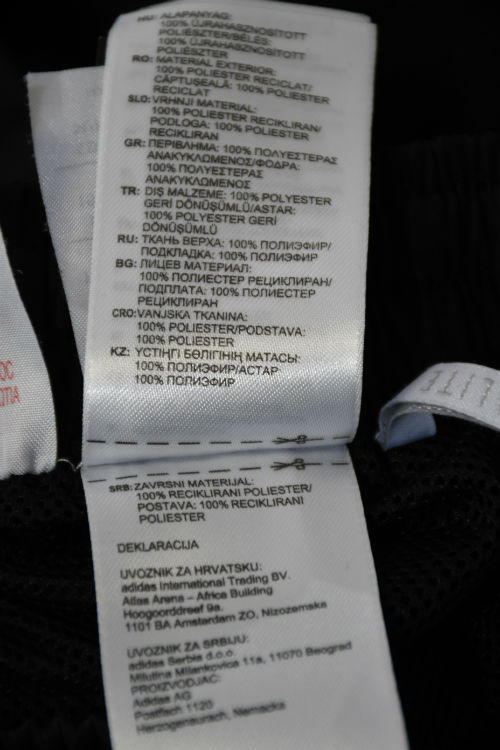 HU: ALAPANYAG:
100% ÚJRAHASZNOSÍTOTT
POLIÉSZTER/BÉLÉS:
100% ÚJRAHASZNOSÍTOTT
POLIÉSZTER
RO: MATERIAL EXTERIOR:
100% POLIESTER RECICLAT/
CĂPTUȘEALĂ: 100% POLIESTER
RECICLAT
SLO: VRHNJI MATERIAL:
100% POLIESTER RECIKLIRAN/
PODLOGA: 100% POLIESTER
RECIKLIRAN
GR: ΠΕΡΙΒΛΗΜΑ: 100% ΠΟΛΥΕΣΤΕΡΑΣ
ΑΝΑΚΥΚΛΩΜΕΝΟΣ/ΦΟΔΡΑ:
100% ΠΟΛΥΕΣΤΕΡΑΣ
ΑΝΑΚΥΚΛΩΜΕΝΟΣ
TR: DIŞ MALZEME: 100% POLYESTER
GERİ DÖNÜŞÜMLÜ/ASTAR:
100% POLYESTER GERİ
DÖNÜŞÜMLÜ
RU: ТКАНЬ ВЕРХА: 100% ПОЛИЭФИР/
ПОДКЛАДКА: 100% ПОЛИЭФИР
BG: ЛИЦЕВ МАТЕРИАЛ:
100% ПОЛИЕСТЕР РЕЦИКЛИРАН/
ПОДПЛАТА: 100% ПОЛИЕСТЕР
РЕЦИКЛИРАН
CRO: VANJSKA TKANINA:
100% POLIESTER/PODSTAVA:
100% POLIESTER
KZ: ҮСТІҢГІ БӨЛІГІНІҢ МАТАСЫ:
100% ПОЛИЭФИР/АСТАР:
100% ПОЛИЭФИР
SRB: ZAVRSNI MATERIJAL:
100% RECIKLIRANI POLIESTER/
POSTAVA: 100% RECIKLIRANI
POLIESTER
DEKLARACIJA
UVOZNIK ZA HRVATSKU:
adidas International Trading BV.
Atlas Arena – Africa Building
Hoogoorddreef 9a.
1101 BA Amsterdam ZO, Nizozemska
UVOZNIK ZA SRBIJU:
adidas Serbia d.o.o.
Milutina Milankovica 11a, 11070 Beograd
PROIZVODJAC:
Adidas AG
Postfach 1120
Herzogenaurach, Njemacka